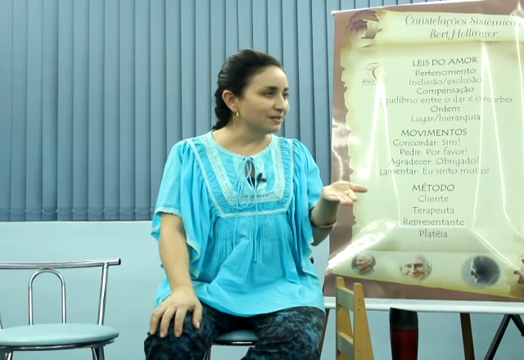 Constelações Sistêmica
Bert Hellinger
LEIS DO AMOR
Pertencimento
Inclusão/exclusão
Compensação
Equilíbrio entre o dar e o receber
Ordem
Lugar/hierarquia
MOVIMENTOS
Concordar: Sim!
Pedir: Por favor!
Agradecer: Obrigado!
Lamentar: Eu sinto muito!
MÉTODO
Cliente
Terapeuta
Representante
Platéia